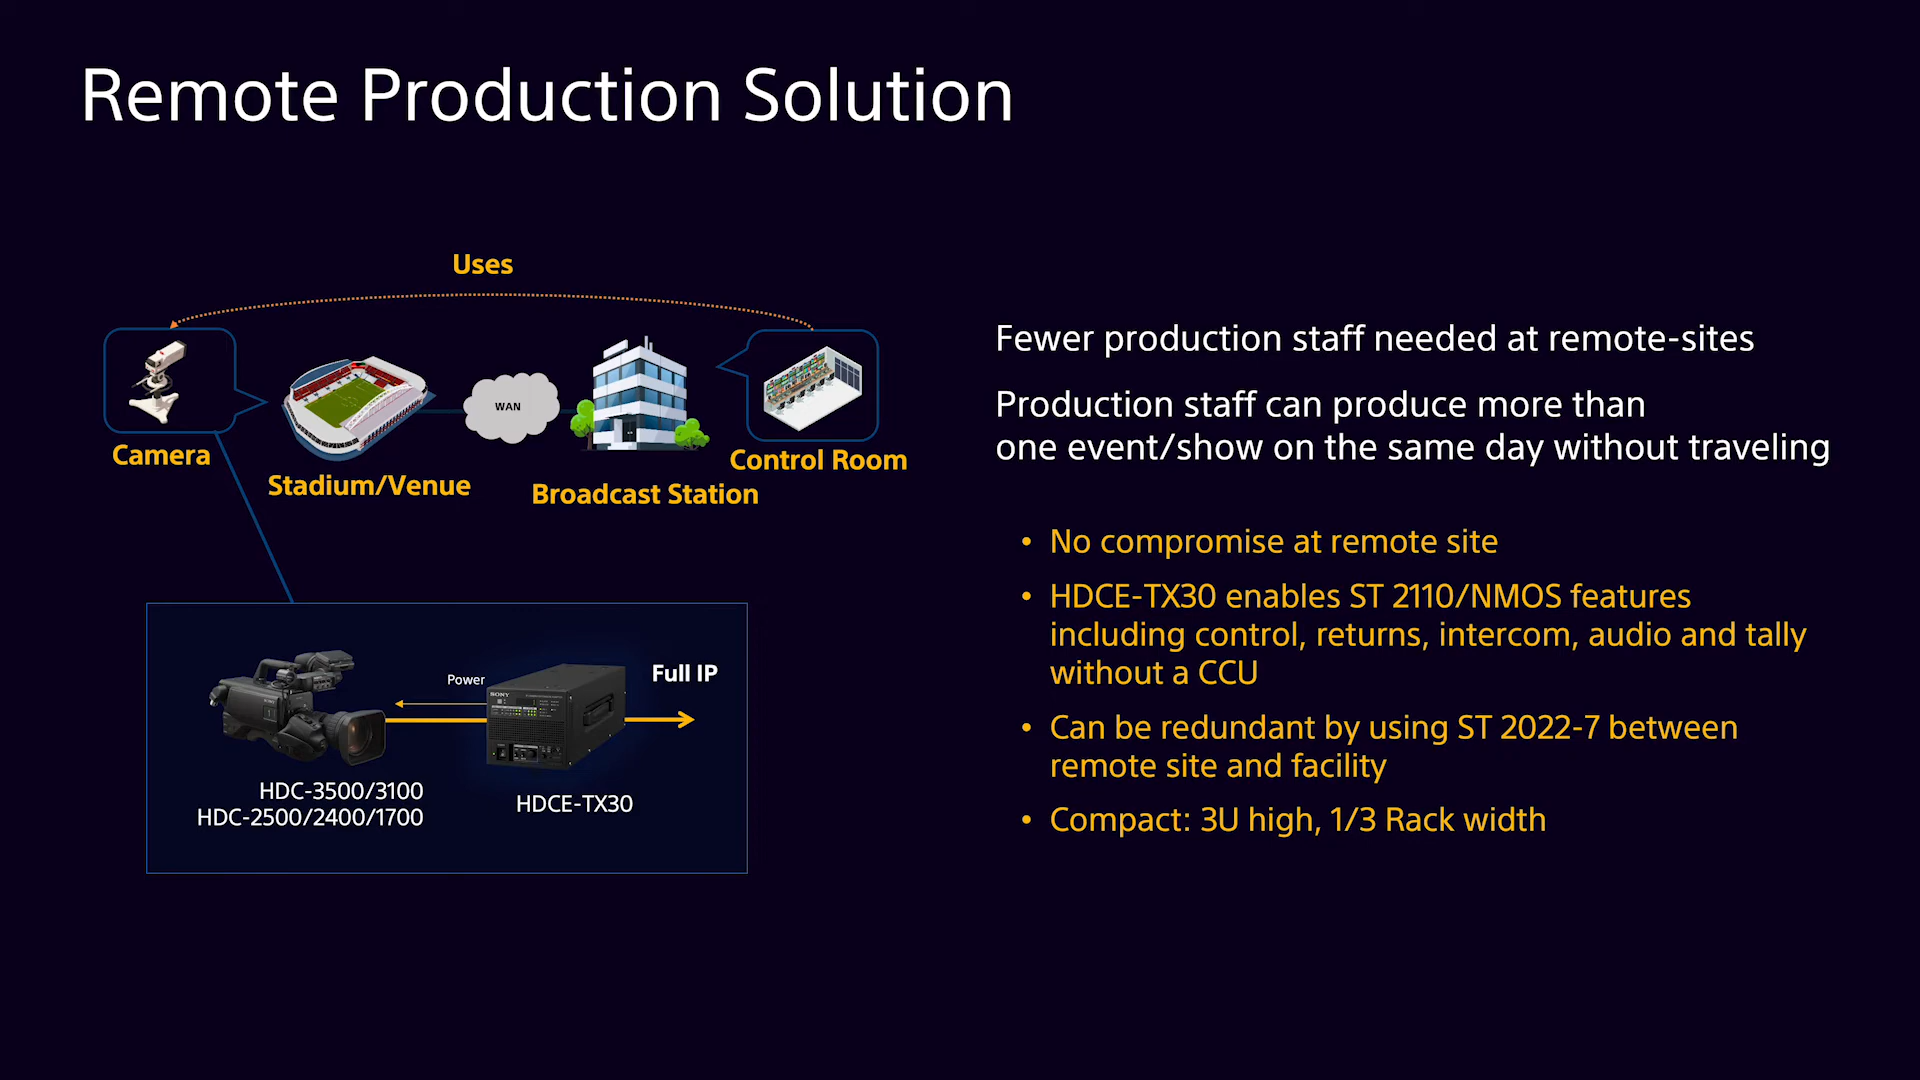 Remote Production Solution
Uses
WAN
Camera
Stadium/Venue
Broadcast Station
Control Room
Power
Full IP
SONY
HDC-3500/3100
HDC-2500/2400/1700
HDCE-TX30
Fewer production staff needed at remote-sites
Production staff can produce more than
one event/show on the same day without traveling
• No compromise at remote site
• HDCE-TX30 enables ST 2110/NMOS features
including control, returns, intercom, audio and tally
without a CCU
• Can be redundant by using ST 2022-7 between
remote site and facility
• Compact: 3U high, 1/3 Rack width